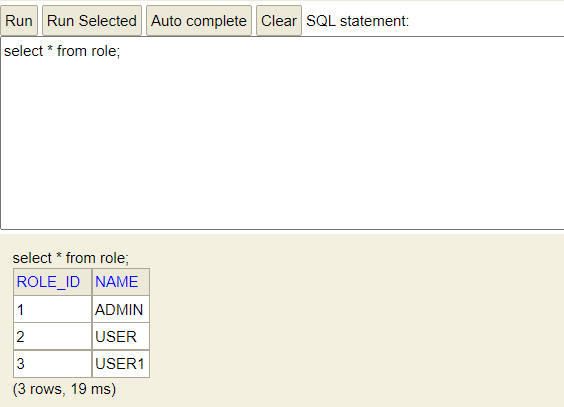 Run Run Selected Auto complete Clear SQL statement:
select * from role;
select * from role;
ROLE_ID NAME
1 ADMIN
2 USER
3 USER1
(3 rows, 19 ms)